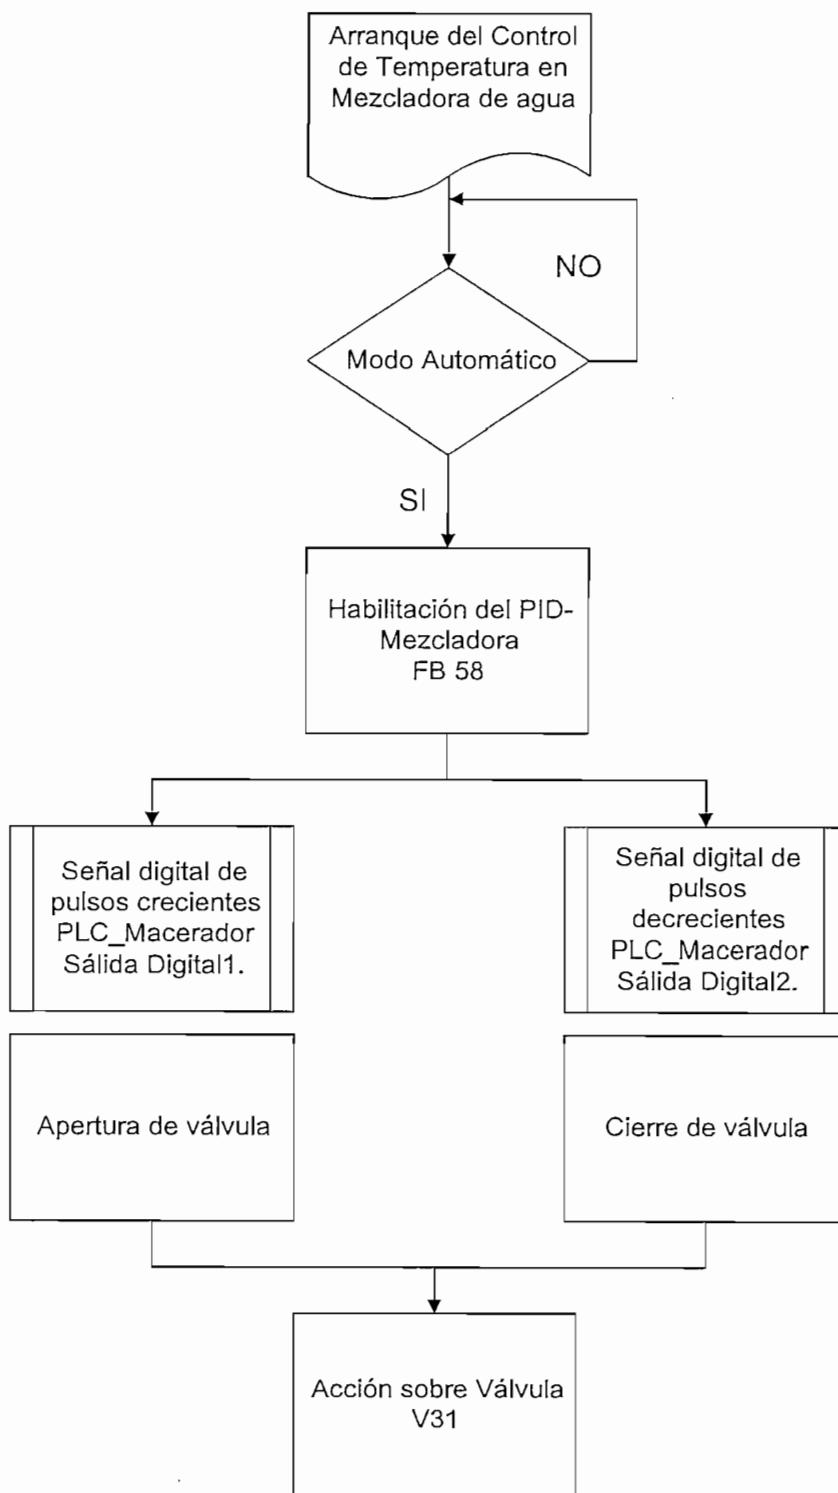 Arranque del Control
de Temperatura en
Mezcladora de agua
NO
Modo Automático
SI
Habilitación del PID-
Mezcladora
FB 58
Señal digital de
pulsos crecientes
PLC_Macerador
Sálida Digital1.
Señal digital de
pulsos
decrecientes
PLC_Macerador
Sálida Digital2.
Apertura de válvula
Cierre de válvula
Acción sobre Válvula
V31